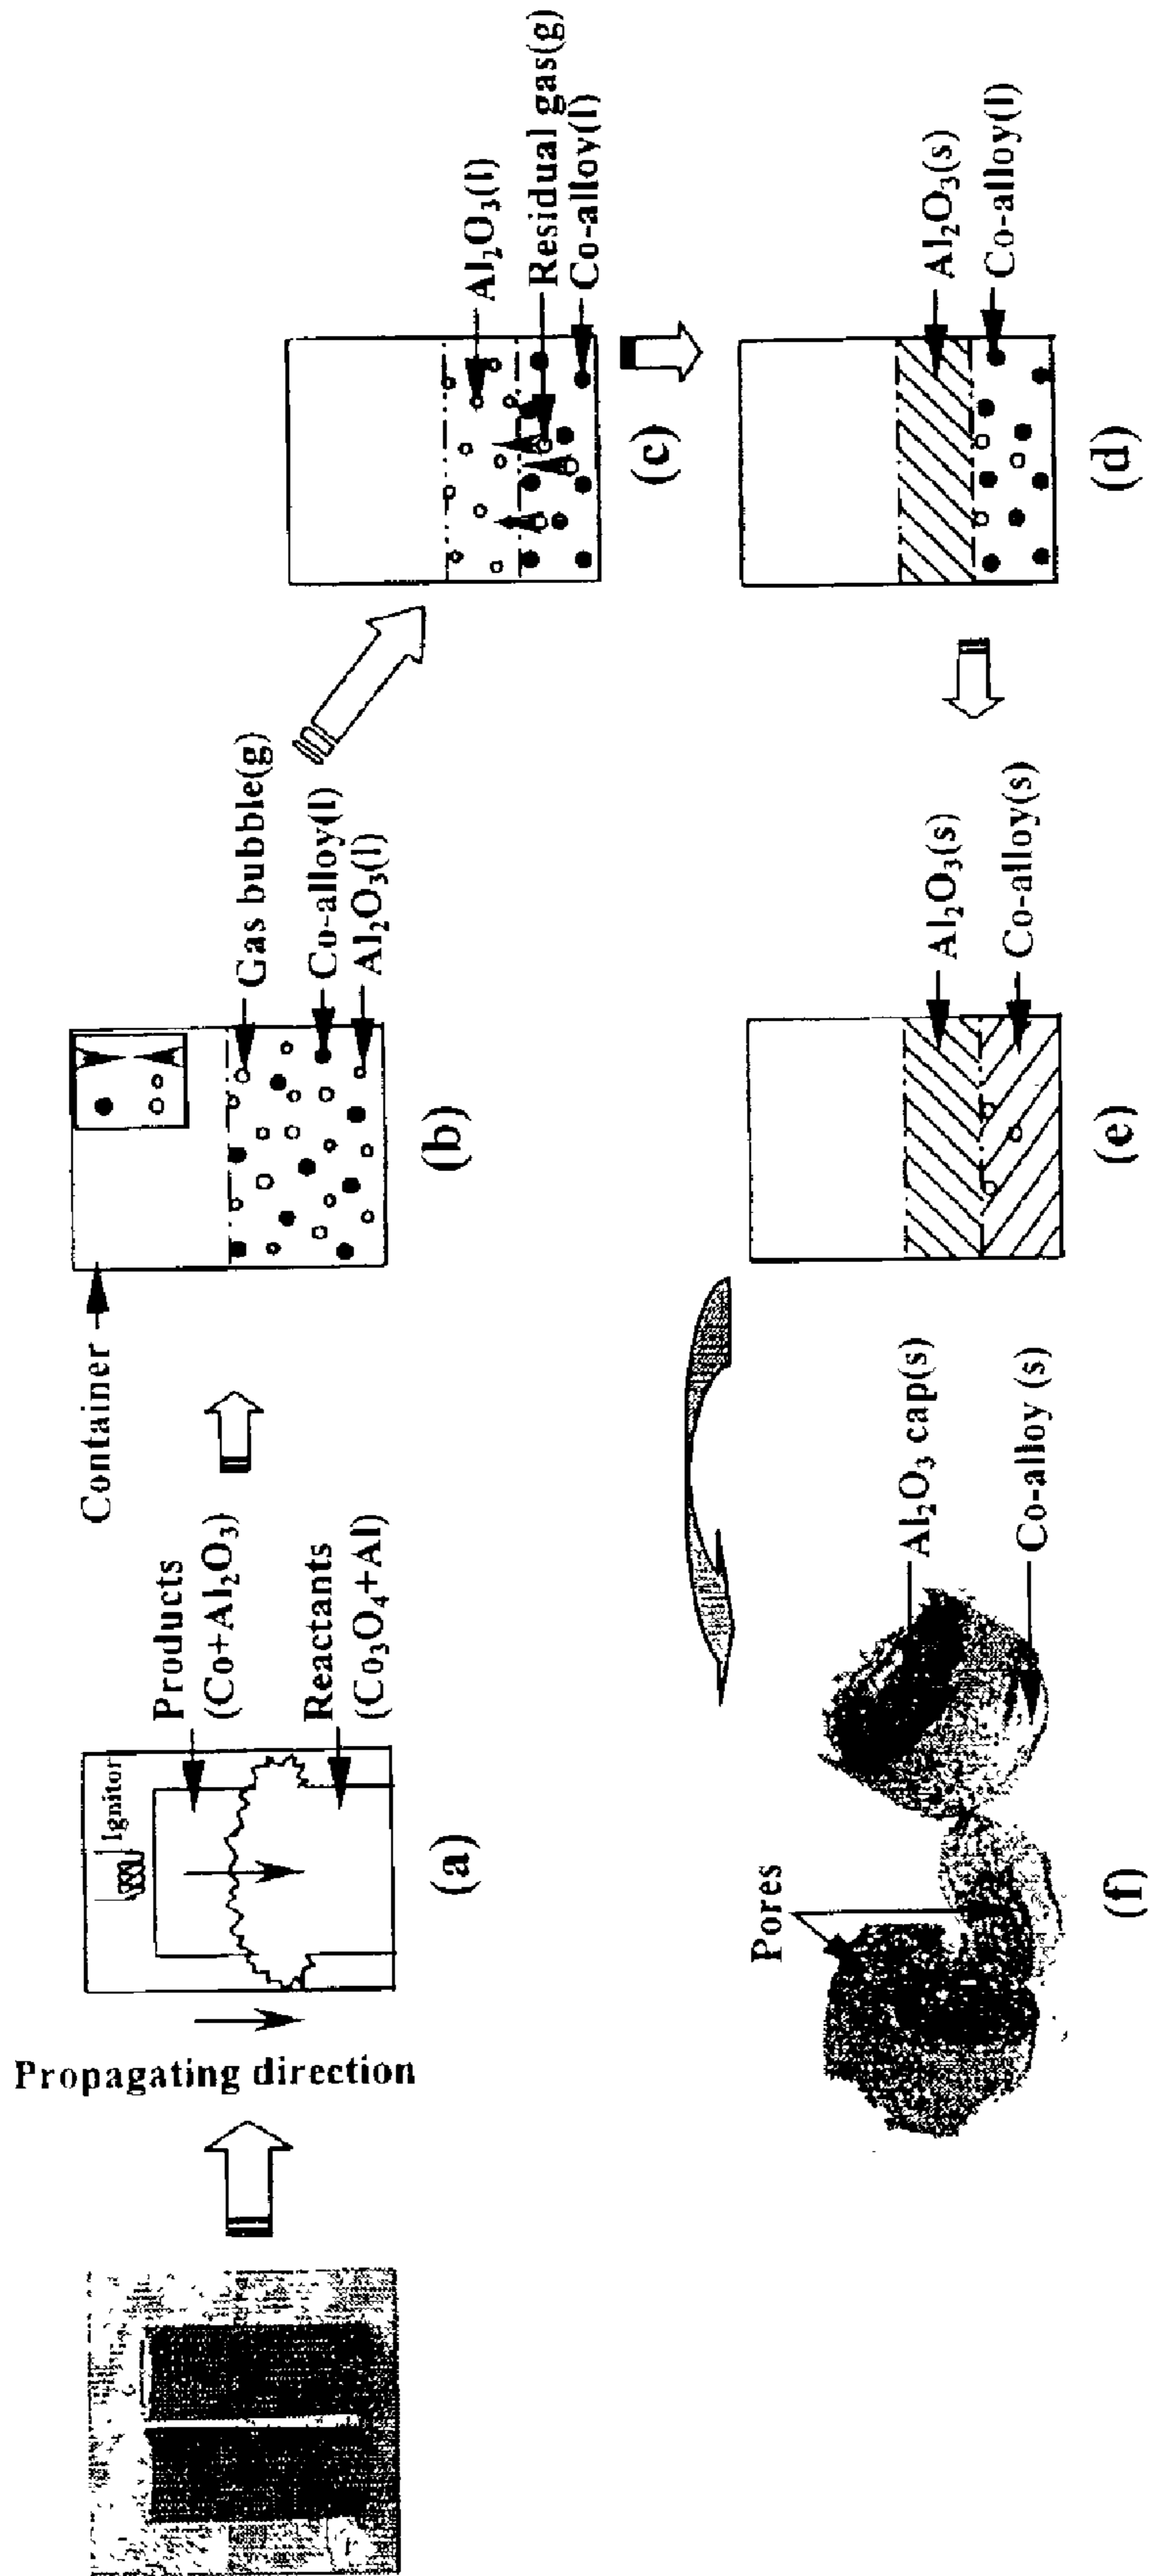 Propagating direction
Ignitor
Products
(Co+Al₂O₃)
Reactants
(Co₃O₄+Al)
(a)
Container
Gas bubble(g)
Co-alloy(l)
Al₂O₃(l)
(b)
Al₂O₃(l)
Residual gas(g)
Co-alloy(l)
(c)
Al₂O₃(s)
Co-alloy(l)
(d)
Al₂O₃(s)
Co-alloy(s)
(e)
Pores
Al₂O₃ cap(s)
Co-alloy (s)
(f)